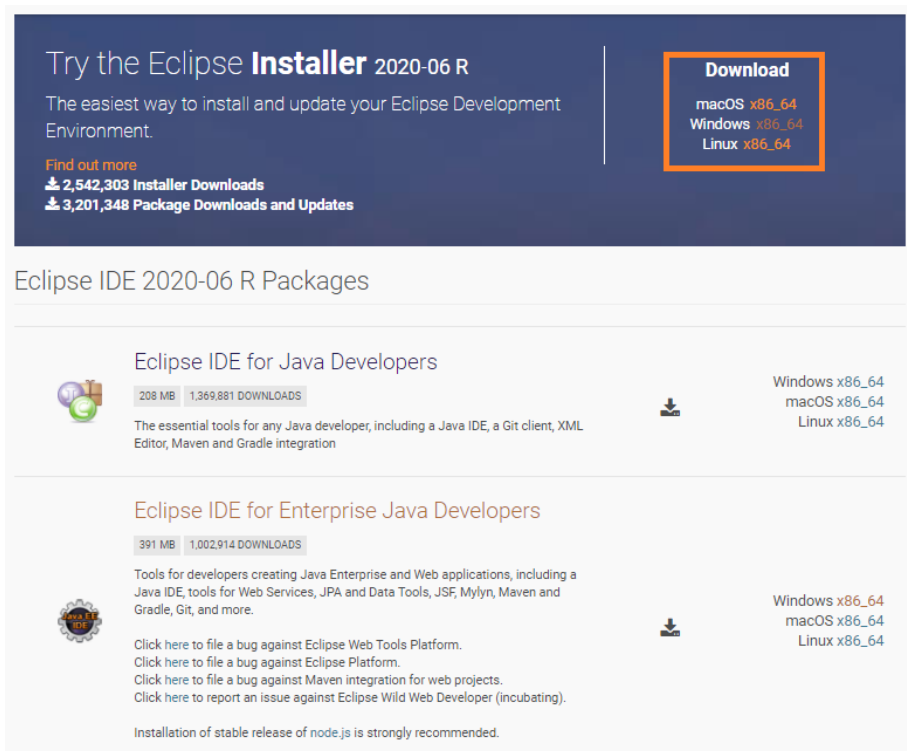 Try the Eclipse Installer 2020-06 R
The easiest way to install and update your Eclipse Development
Environment.
Find out more
2,542,303 Installer Downloads
3,201,348 Package Downloads and Updates
Download
macOS x86_64
Windows x86_64
Linux x86_64
Eclipse IDE 2020-06 R Packages
Eclipse IDE for Java Developers
208 MB 1,369,881 DOWNLOADS
The essential tools for any Java developer, including a Java IDE, a Git client, XML
Editor, Maven and Gradle integration
Windows x86_64
macOS x86_64
Linux x86_64
Eclipse IDE for Enterprise Java Developers
391 MB 1,002,914 DOWNLOADS
Tools for developers creating Java Enterprise and Web applications, including a
Java IDE, tools for Web Services, JPA and Data Tools, JSF, Mylyn, Maven and
Gradle, Git, and more.
Click here to file a bug against Eclipse Web Tools Platform.
Click here to file a bug against Eclipse Platform.
Click here to file a bug against Maven integration for web projects.
Click here to report an issue against Eclipse Wild Web Developer (incubating).
Installation of stable release of node.js is strongly recommended.
Java EE
IDE
Windows x86_64
macOS x86_64
Linux x86_64